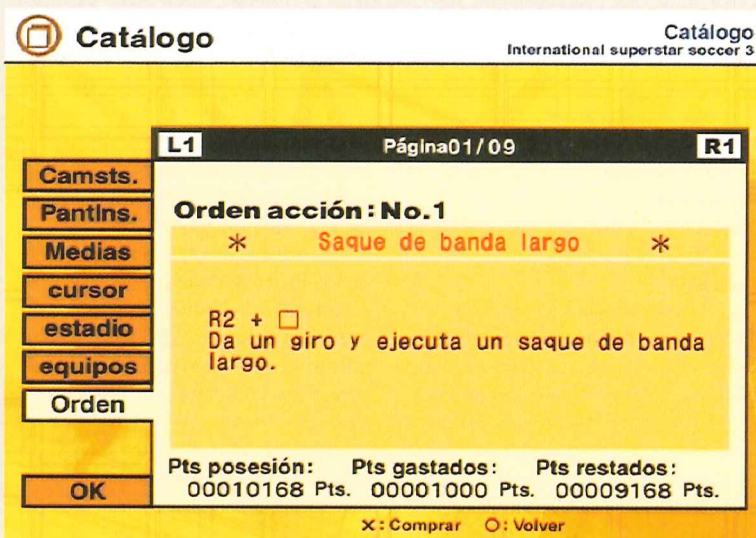 Catálogo
Catálogo
International superstar soccer 3
L1 Página01/09 R1
Camsts.
Pantlns.
Medias
cursor
estadio
equipos
Orden
OK
Orden acción:No.1
* Saque de banda largo *
R2 + □
Da un giro y ejecuta un saque de banda
largo.
Pts posesión: Pts gastados: Pts restados:
00010168 Pts. 00001000 Pts. 00009168 Pts.
×:Comprar ○:Volver